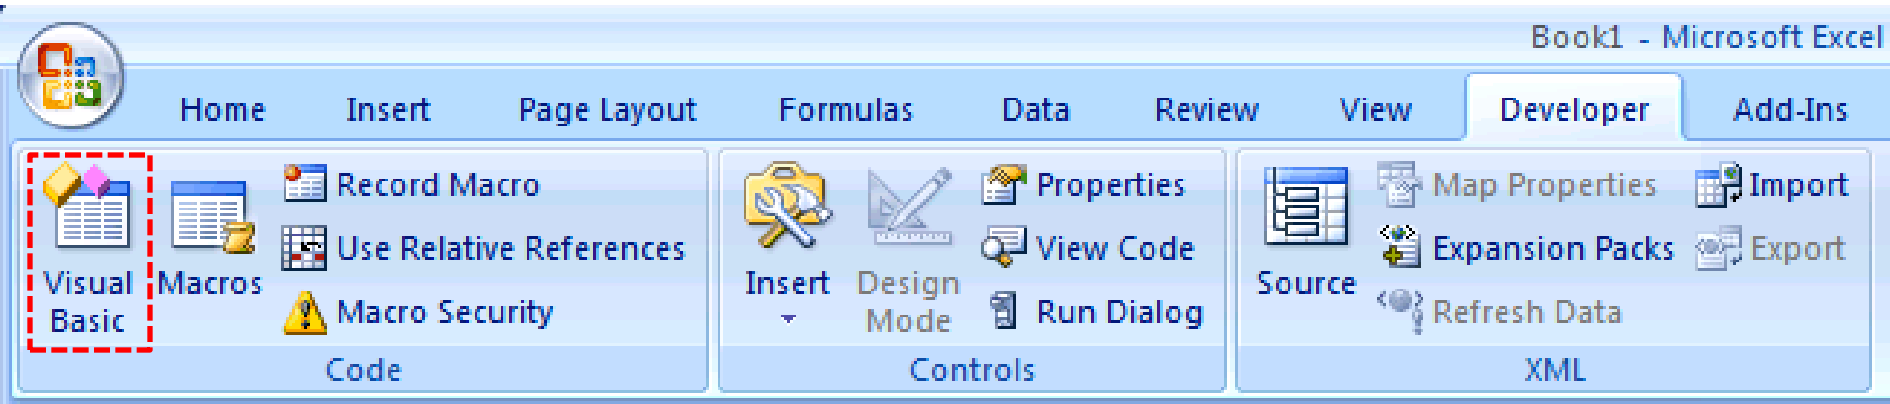 Book1 - Microsoft Excel
Home Insert Page Layout Formulas Data Review View Developer Add-Ins
Visual
Basic
Macros
Record Macro
Use Relative References
Macro Security
Code
Insert
Design
Mode
Properties
View Code
Run Dialog
Controls
Source
Map Properties
Expansion Packs
Refresh Data
Import
Export
XML